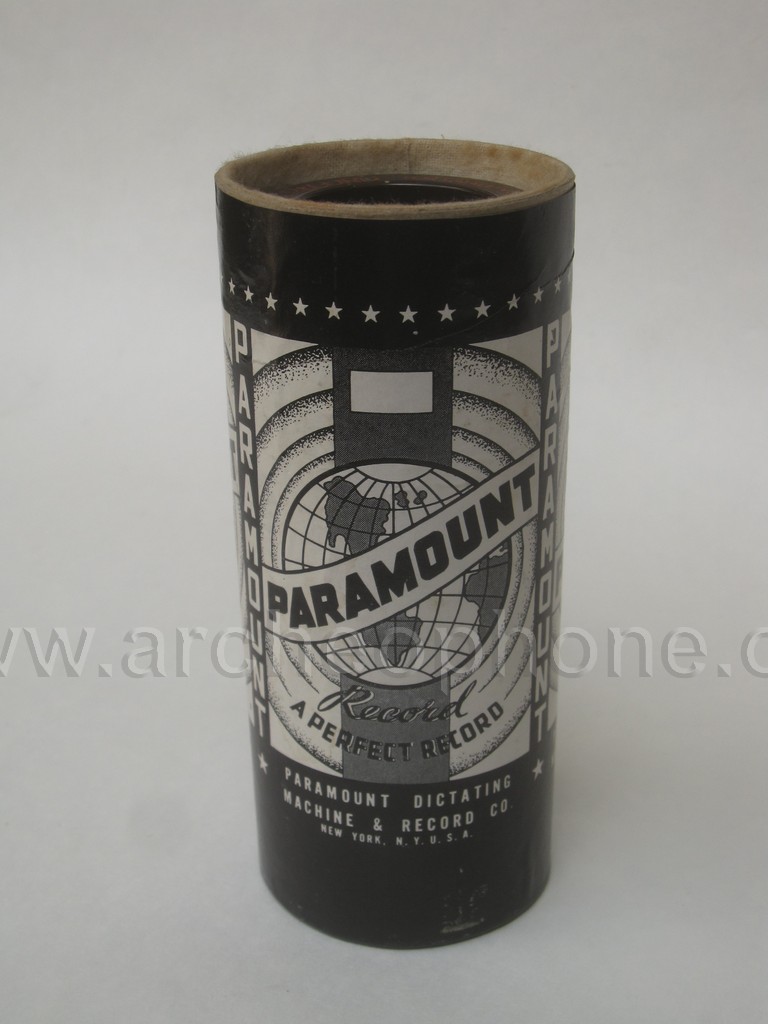 PARAMOUNT
PARAMOUNT
PARAMOUNT
Record
A PERFECT RECORD
PARAMOUNT DICTATING
MACHINE & RECORD CO.
NEW YORK, N.Y. U.S.A.
www.archeophone.o